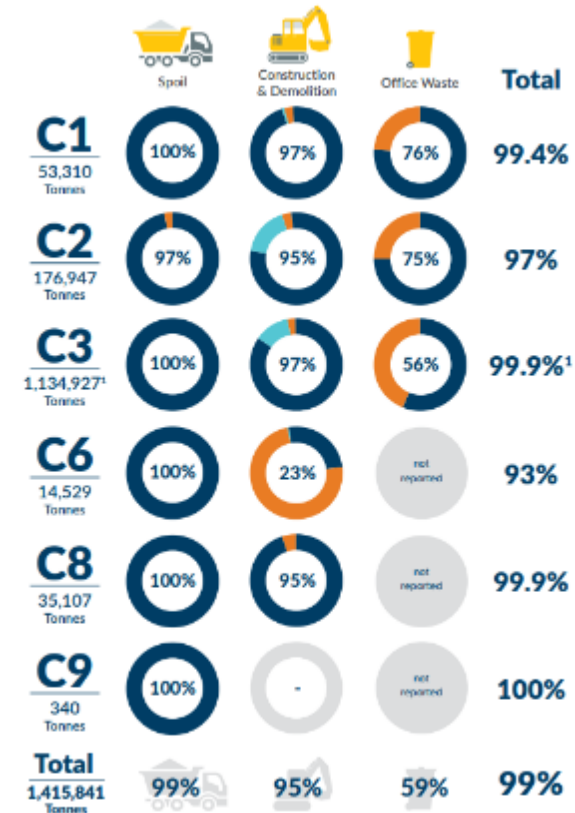 Spoil
Construction
& Demolition
Office Waste
Total
C1
53,310
Tonnes
100%
97%
76%
99.4%
C2
176,947
Tonnes
97%
95%
75%
97%
C3
1,134,927¹
Tonnes
100%
97%
56%
99.9%¹
C6
14,529
Tonnes
100%
23%
not
reported
93%
C8
35,107
Tonnes
100%
95%
not
reported
99.9%
C9
340
Tonnes
100%
-
not
reported
100%
Total
1,415,841
Tonnes
99%
95%
59%
99%